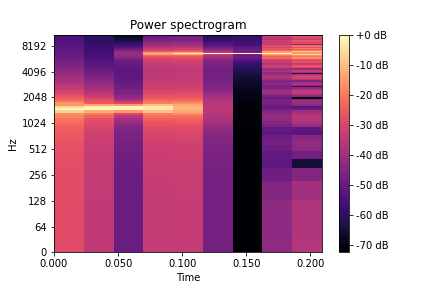 Power spectrogram
Hz
8192
4096
2048
1024
512
256
128
64
0
0.000 0.050 0.100 0.150 0.200
Time
+0 dB
-10 dB
-20 dB
-30 dB
-40 dB
-50 dB
-60 dB
-70 dB